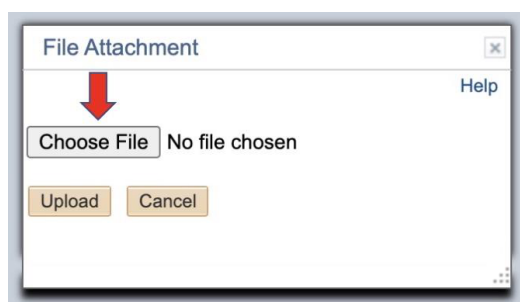 File Attachment
Help
Choose File No file chosen
Upload Cancel